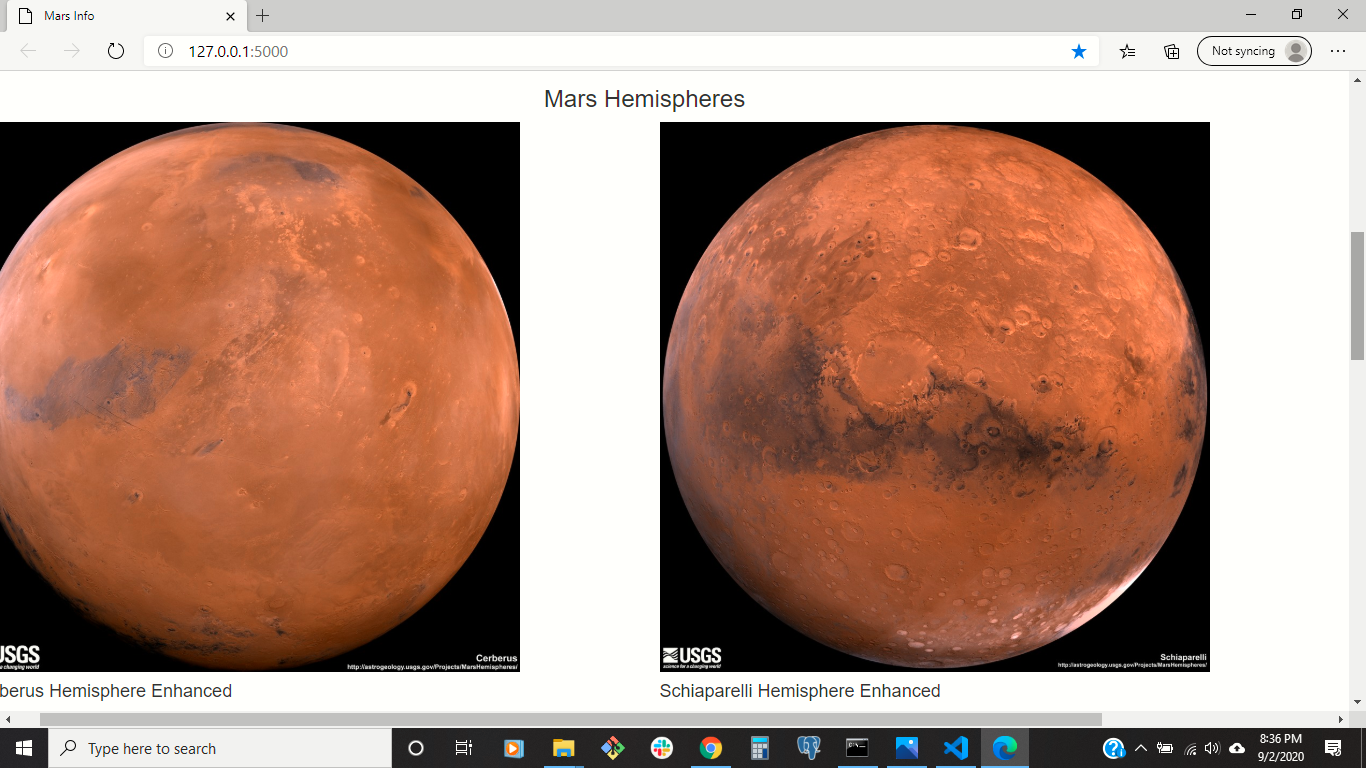 Mars Info
127.0.0.1:5000
Not syncing
Mars Hemispheres
USGS
science for a changing world
Cerberus
http://astrogeology.usgs.gov/Projects/MarsHemispheres/
USGS
science for a changing world
Schiaparelli
http://astrogeology.usgs.gov/Projects/MarsHemispheres/
berus Hemisphere Enhanced
Schiaparelli Hemisphere Enhanced
Type here to search
8:36 PM
9/2/2020